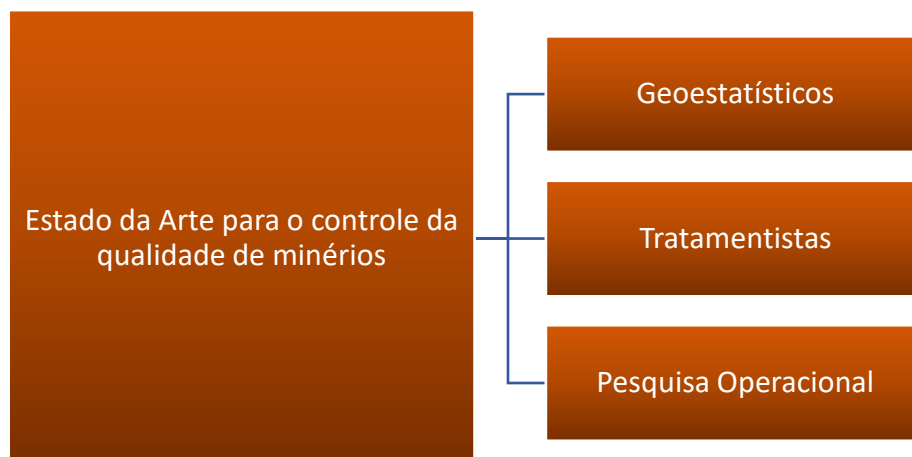 Estado da Arte para o controle da
qualidade de minérios
Geoestatísticos
Tratamentistas
Pesquisa Operacional